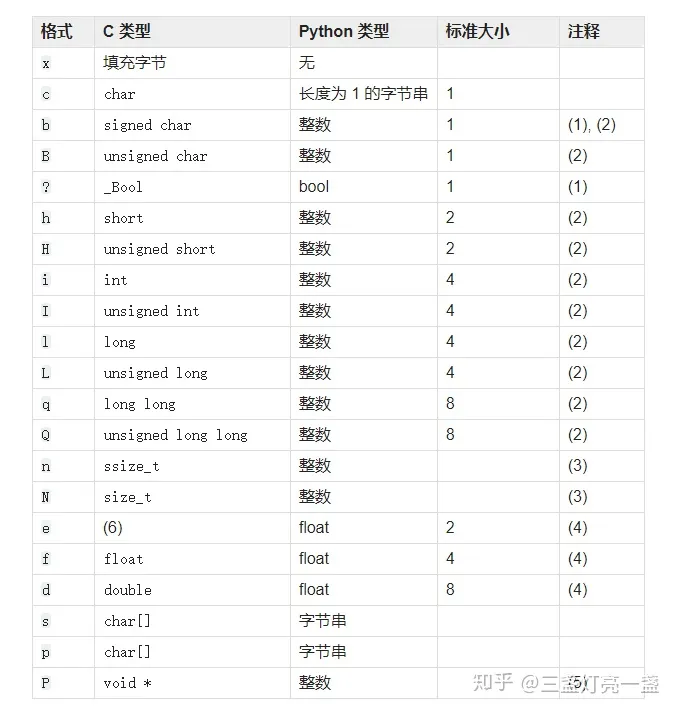 格式 C 类型 Python 类型 标准大小 注释
x 填充字节 无
c char 长度为 1 的字节串 1
b signed char 整数 1 (1), (2)
B unsigned char 整数 1 (2)
? _Bool bool 1 (1)
h short 整数 2 (2)
H unsigned short 整数 2 (2)
i int 整数 4 (2)
I unsigned int 整数 4 (2)
l long 整数 4 (2)
L unsigned long 整数 4 (2)
q long long 整数 8 (2)
Q unsigned long long 整数 8 (2)
n ssize_t 整数 (3)
N size_t 整数 (3)
e (6) float 2 (4)
f float float 4 (4)
d double float 8 (4)
s char[] 字节串
p char[] 字节串
P void * 整数 (5)
知乎 @三盏灯亮一盏